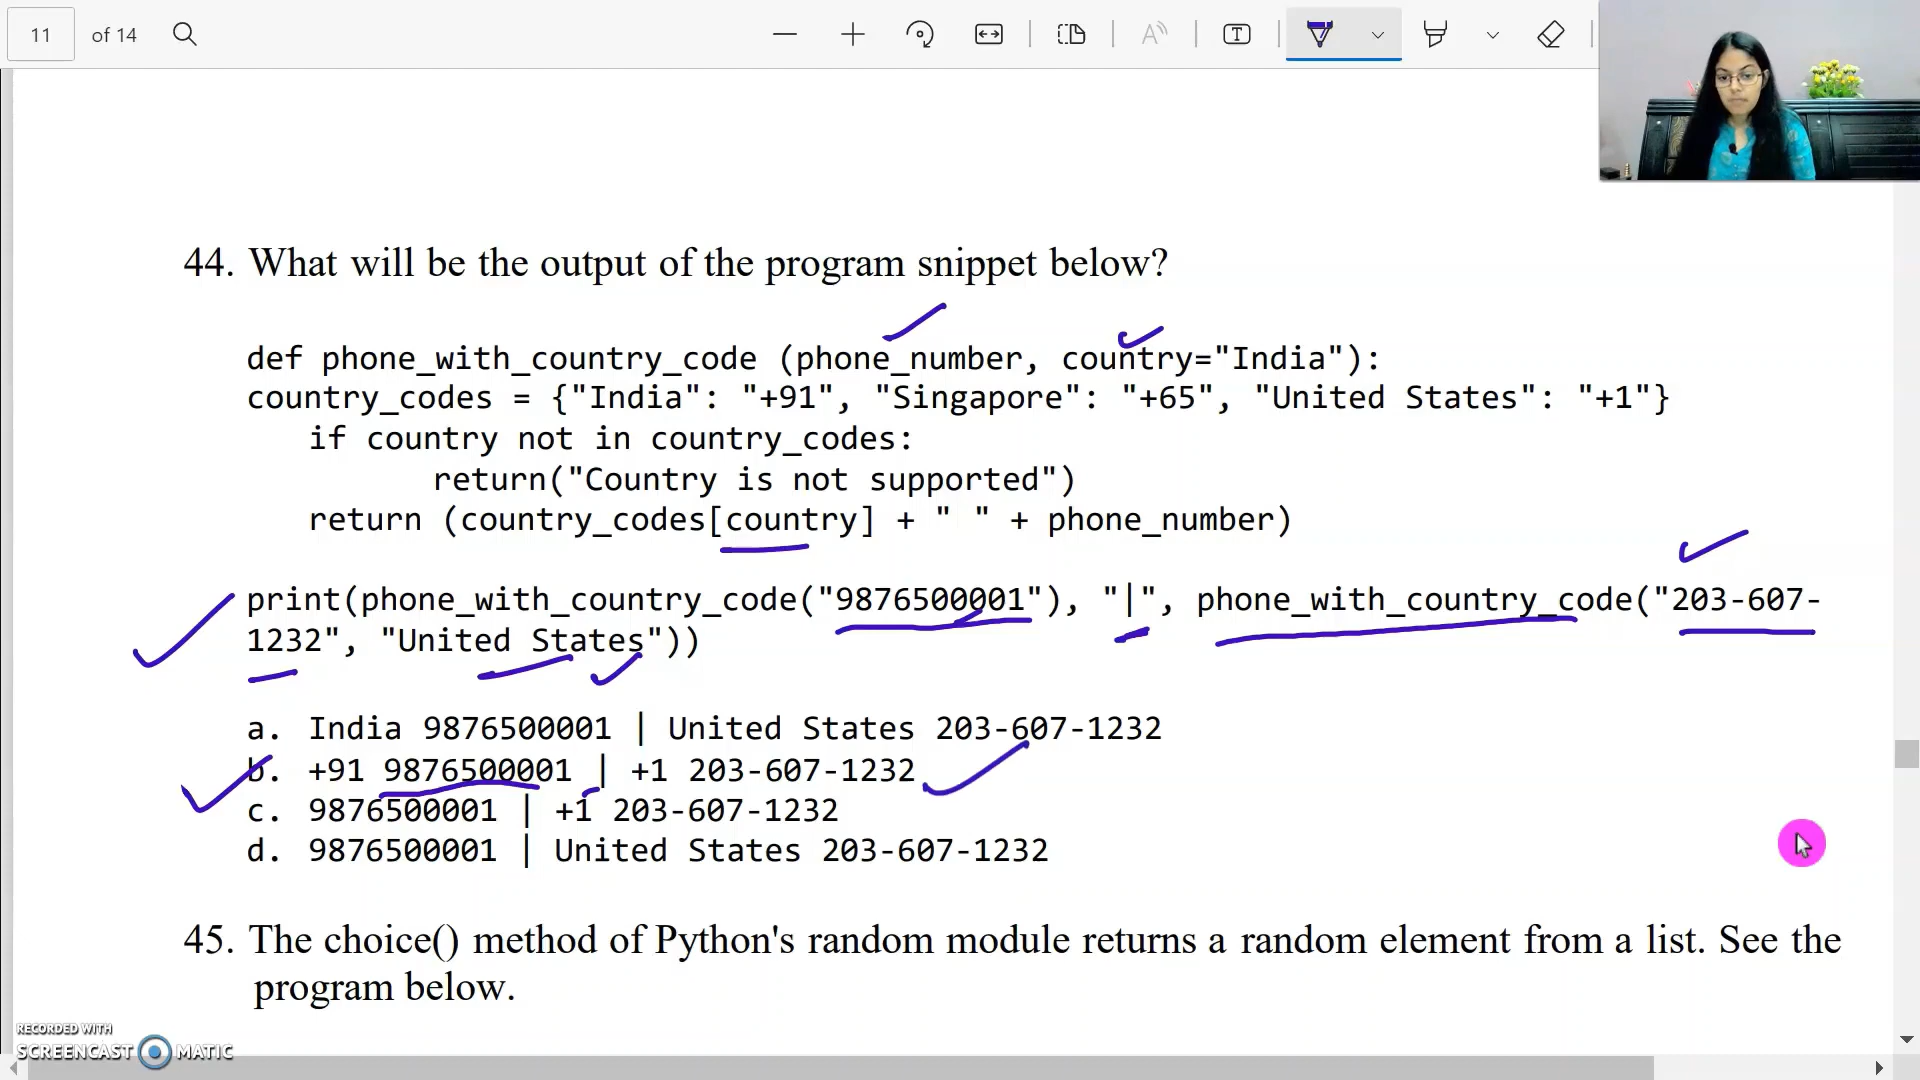 11 of 14
44. What will be the output of the program snippet below?
def phone_with_country_code (phone_number, country="India"):
country_codes = {"India": "+91", "Singapore": "+65", "United States": "+1"}
if country not in country_codes:
return("Country is not supported")
return (country_codes[country] + " " + phone_number)
print(phone_with_country_code("9876500001"), "|", phone_with_country_code("203-607-
1232", "United States"))
a. India 9876500001 | United States 203-607-1232
b. +91 9876500001 | +1 203-607-1232
c. 9876500001 | +1 203-607-1232
d. 9876500001 | United States 203-607-1232
45. The choice() method of Python's random module returns a random element from a list. See the
program below.
RECORDED WITH
SCREENCAST MATIC